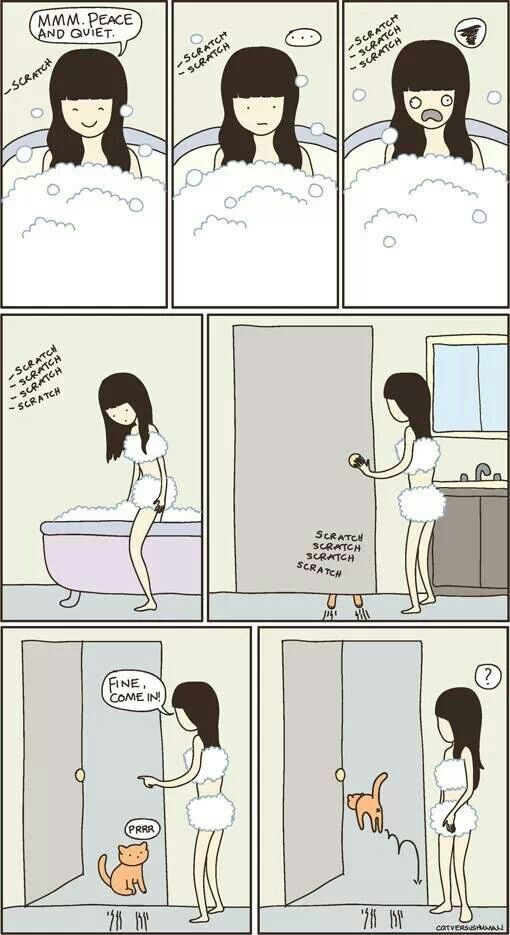 MMM. PEACE
AND QUIET.
-SCRATCH
...
-SCRATCH
-SCRATCH
-SCRATCH
-SCRATCH
-SCRATCH
-SCRATCH
-SCRATCH
-SCRATCH
-SCRATCH
SCRATCH
SCRATCH
SCRATCH
SCRATCH
FINE,
COME IN!
PRRR
?
CATVERSUSHUMAN